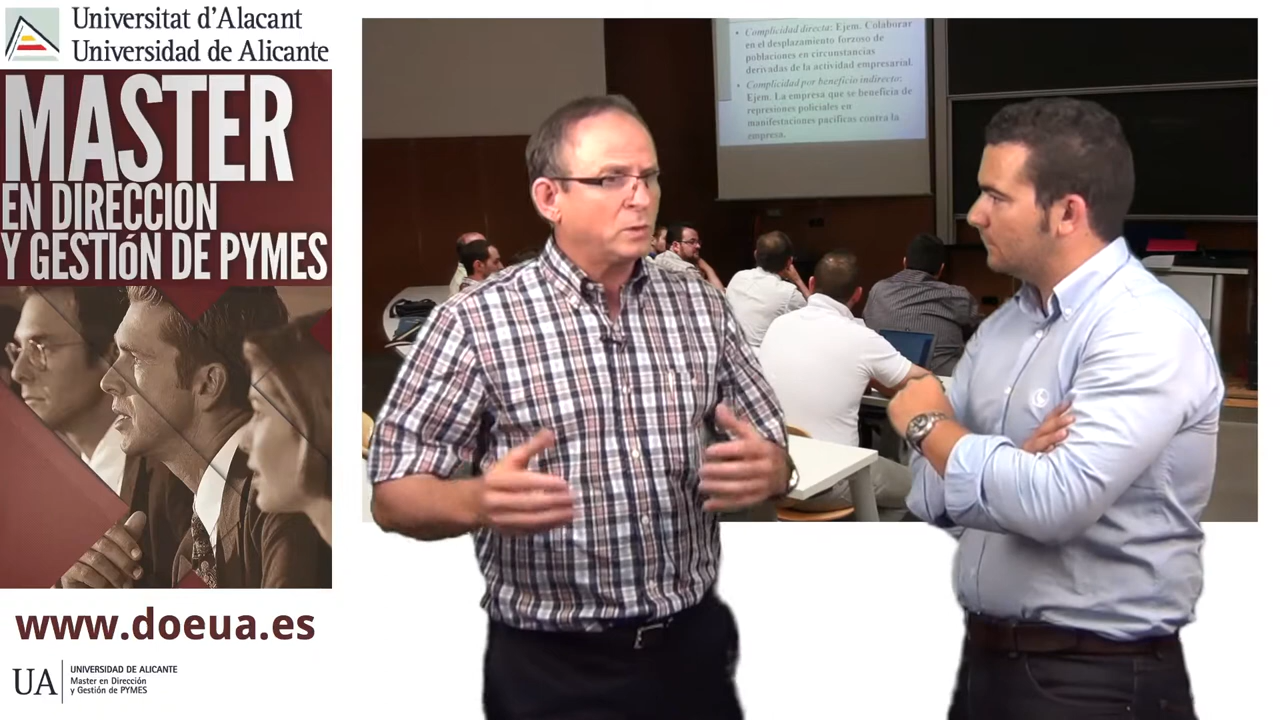 Universitat d'Alacant
Universidad de Alicante
MASTER
EN DIRECCION
Y GESTIÓN DE PYMES
www.doeua.es
UA
UNIVERSIDAD DE ALICANTE
Master en Dirección
y Gestión de PYMES
• Complicidad directa: Ejem. Colaborar
en el desplazamiento forzoso de
poblaciones en circunstancias
derivadas de la actividad empresarial.
• Complicidad por beneficio indirecto:
Ejem. La empresa que se beneficia de
represiones policiales en
manifestaciones pacíficas contra la
empresa.